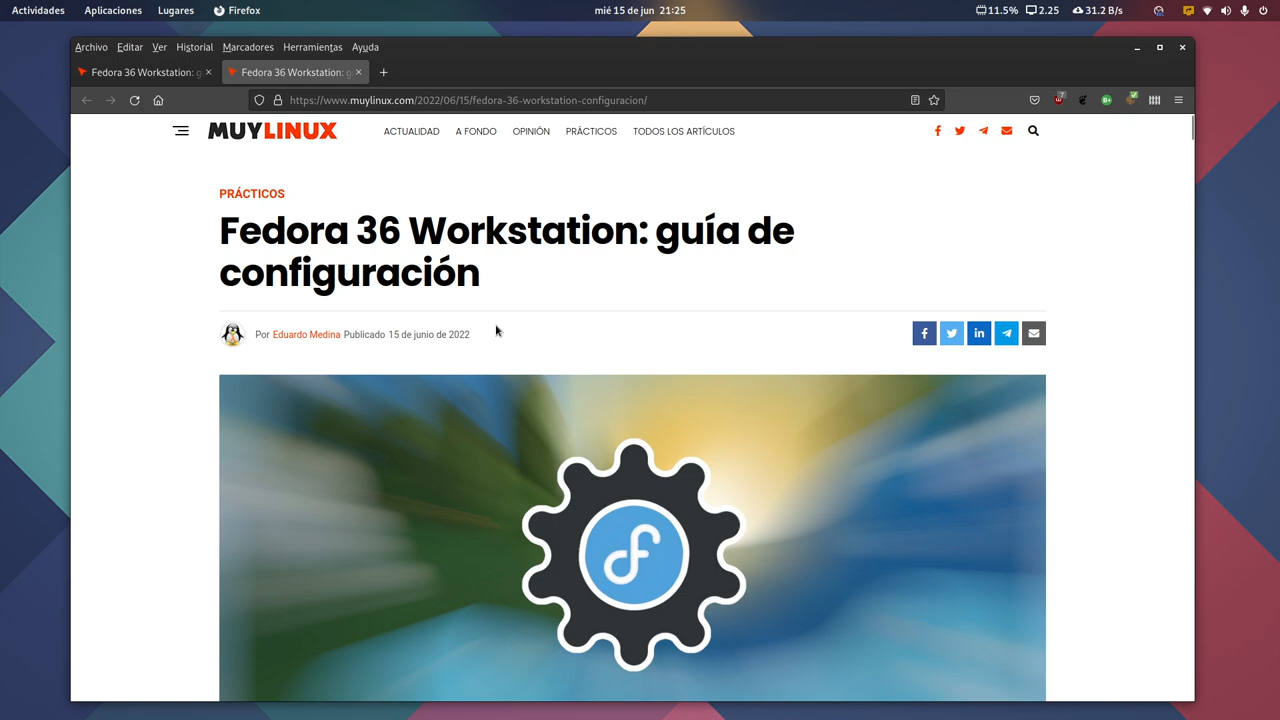 Actividades Aplicaciones Lugares Firefox mié 15 de jun 21:25 11.5% 2.25 31.2 B/s
Archivo Editar Ver Historial Marcadores Herramientas Ayuda
Fedora 36 Workstation: g Fedora 36 Workstation: g
https://www.muylinux.com/2022/06/15/fedora-36-workstation-configuracion/ 7
MUYLINUX ACTUALIDAD A FONDO OPINIÓN PRÁCTICOS TODOS LOS ARTÍCULOS
PRÁCTICOS
Fedora 36 Workstation: guía de
configuración
Por Eduardo Medina Publicado 15 de junio de 2022